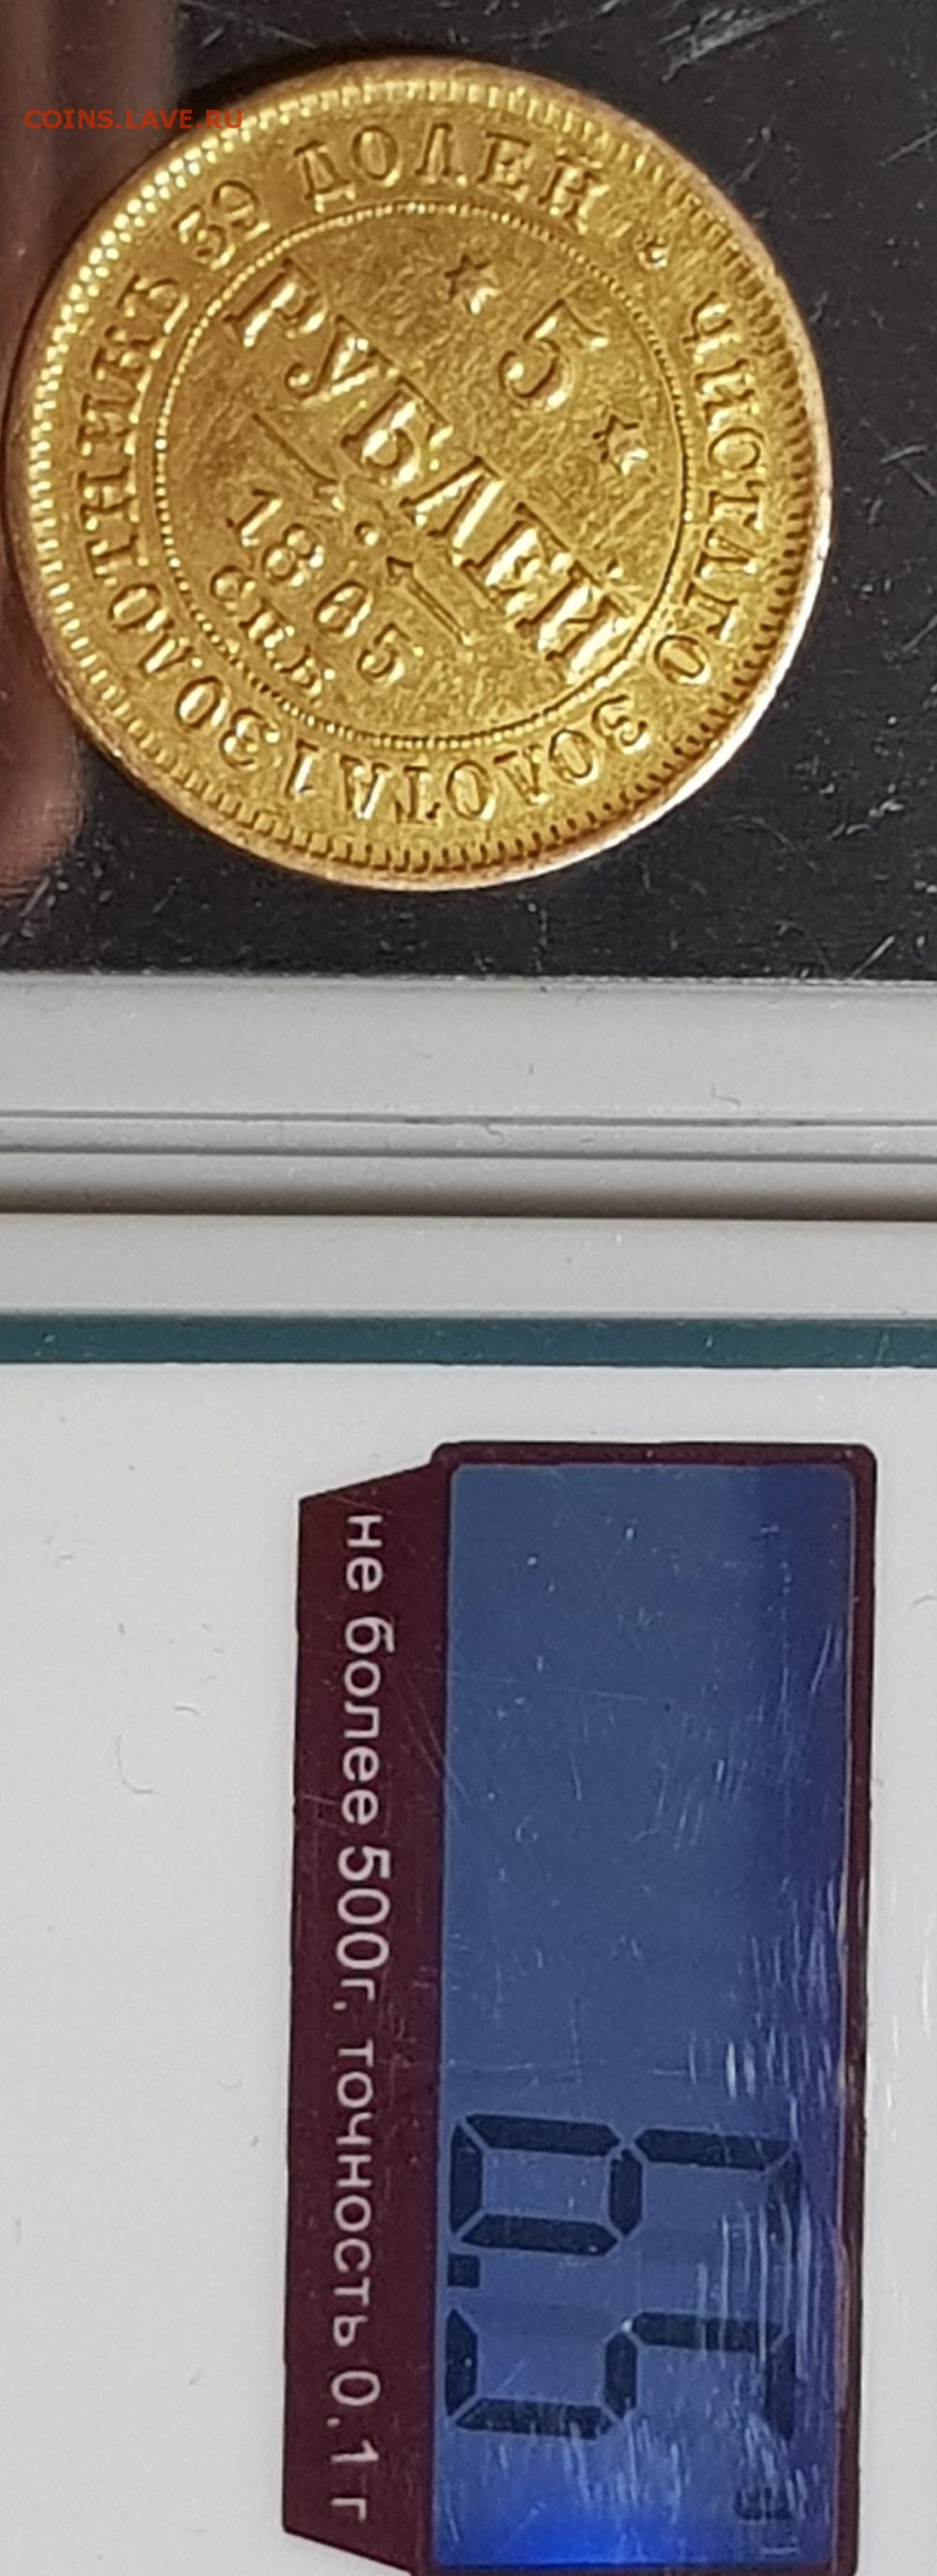 COINS.LAVE.RU
ЧИСТАГО ЗОЛОТА 1 ЗОЛОТНИКЪ 39 ДОЛЕЙ
5
РУБЛЕЙ
1865
С.П.Б.
не более 500г, точность 0,1 г
6.5